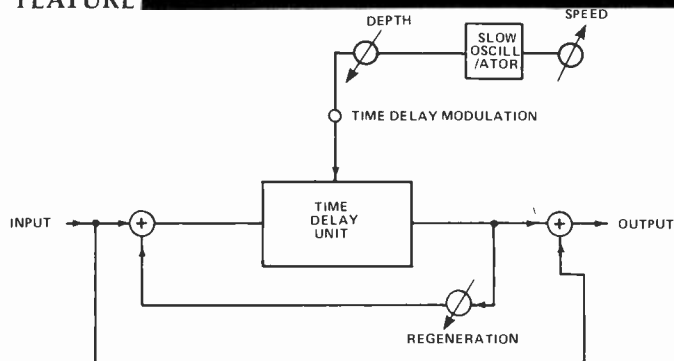 FEATURE
DEPTH
SPEED
SLOW
OSCILL
/ATOR
TIME DELAY MODULATION
INPUT
+
TIME
DELAY
UNIT
+
OUTPUT
REGENERATION